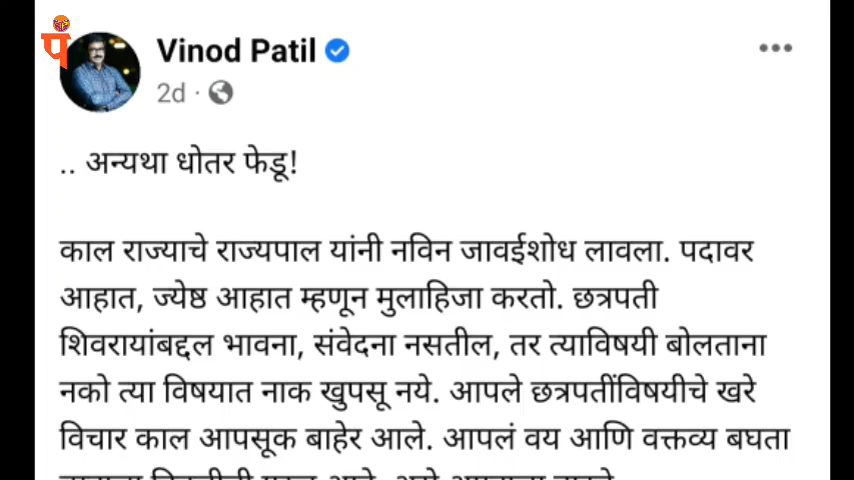 पं
Vinod Patil
2d ·
.. अन्यथा धोतर फेडू!
काल राज्याचे राज्यपाल यांनी नविन जावईशोध लावला. पदावर
आहात, ज्येष्ठ आहात म्हणून मुलाहिजा करतो. छत्रपती
शिवरायांबद्दल भावना, संवेदना नसतील, तर त्याविषयी बोलताना
नको त्या विषयात नाक खुपसू नये. आपले छत्रपतींविषयीचे खरे
विचार काल आपसूक बाहेर आले. आपलं वय आणि वक्तव्य बघता